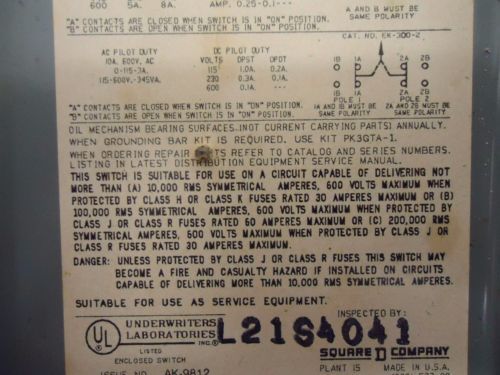 600 5A. 8A. AMP. 0.25-0.1---
A AND B MUST BE
SAME POLARITY
"A" CONTACTS ARE CLOSED WHEN SWITCH IS IN "ON" POSITION.
"B" CONTACTS ARE OPEN WHEN SWITCH IS IN "ON" POSITION.
CAT. NO. EK-300-2
AC PILOT DUTY DC PILOT DUTY
10A. 600V. AC VOLTS DPST DPDT
0-115-3A. 115 1.0A 0.2A.
115-600V.-345VA. 230 0.3A 0.1A.
600 0.1A.
1B 1A 2A 2B
1B 1A 2A 2B
POLE 1 POLE 2
"A" CONTACTS ARE CLOSED WHEN SWITCH IS IN "ON" POSITION.
"B" CONTACTS ARE OPEN WHEN SWITCH IS IN "ON" POSITION.
1A AND 1B MUST BE SAME POLARITY
2A AND 2B MUST BE SAME POLARITY
OIL MECHANISM BEARING SURFACES. (NOT CURRENT CARRYING PARTS) ANNUALLY.
WHEN GROUNDING BAR KIT IS REQUIRED. USE KIT PK3GTA-1.
WHEN ORDERING REPAIR PARTS REFER TO CATALOG AND SERIES NUMBERS.
LISTING IN LATEST DISTRIBUTION EQUIPMENT SERVICE MANUAL.
THIS SWITCH IS SUITABLE FOR USE ON A CIRCUIT CAPABLE OF DELIVERING NOT
MORE THAN (A) 10,000 RMS SYMMETRICAL AMPERES, 600 VOLTS MAXIMUM WHEN
PROTECTED BY CLASS H OR CLASS K FUSES RATED 30 AMPERES MAXIMUM OR (B)
100,000 RMS SYMMETRICAL AMPERES, 600 VOLTS MAXIMUM WHEN PROTECTED BY
CLASS J OR CLASS R FUSES RATED 60 AMPERES MAXIMUM OR (C) 200,000 RMS
SYMMETRICAL AMPERES, 600 VOLTS MAXIMUM WHEN PROTECTED BY CLASS J OR
CLASS R FUSES RATED 30 AMPERES MAXIMUM.
DANGER: UNLESS PROTECTED BY CLASS J OR CLASS R FUSES THIS SWITCH MAY
BECOME A FIRE AND CASUALTY HAZARD IF INSTALLED ON CIRCUITS
CAPABLE OF DELIVERING MORE THAN 10,000 RMS SYMMETRICAL AMPERES.
SUITABLE FOR USE AS SERVICE EQUIPMENT.
UL
UNDERWRITERS
LABORATORIES
INC.®
LISTED
ENCLOSED SWITCH
ISSUE NO. AK-9812
L21S4041
INSPECTED BY:
SQUARE D COMPANY
PLANT 15 MADE IN U.S.A.